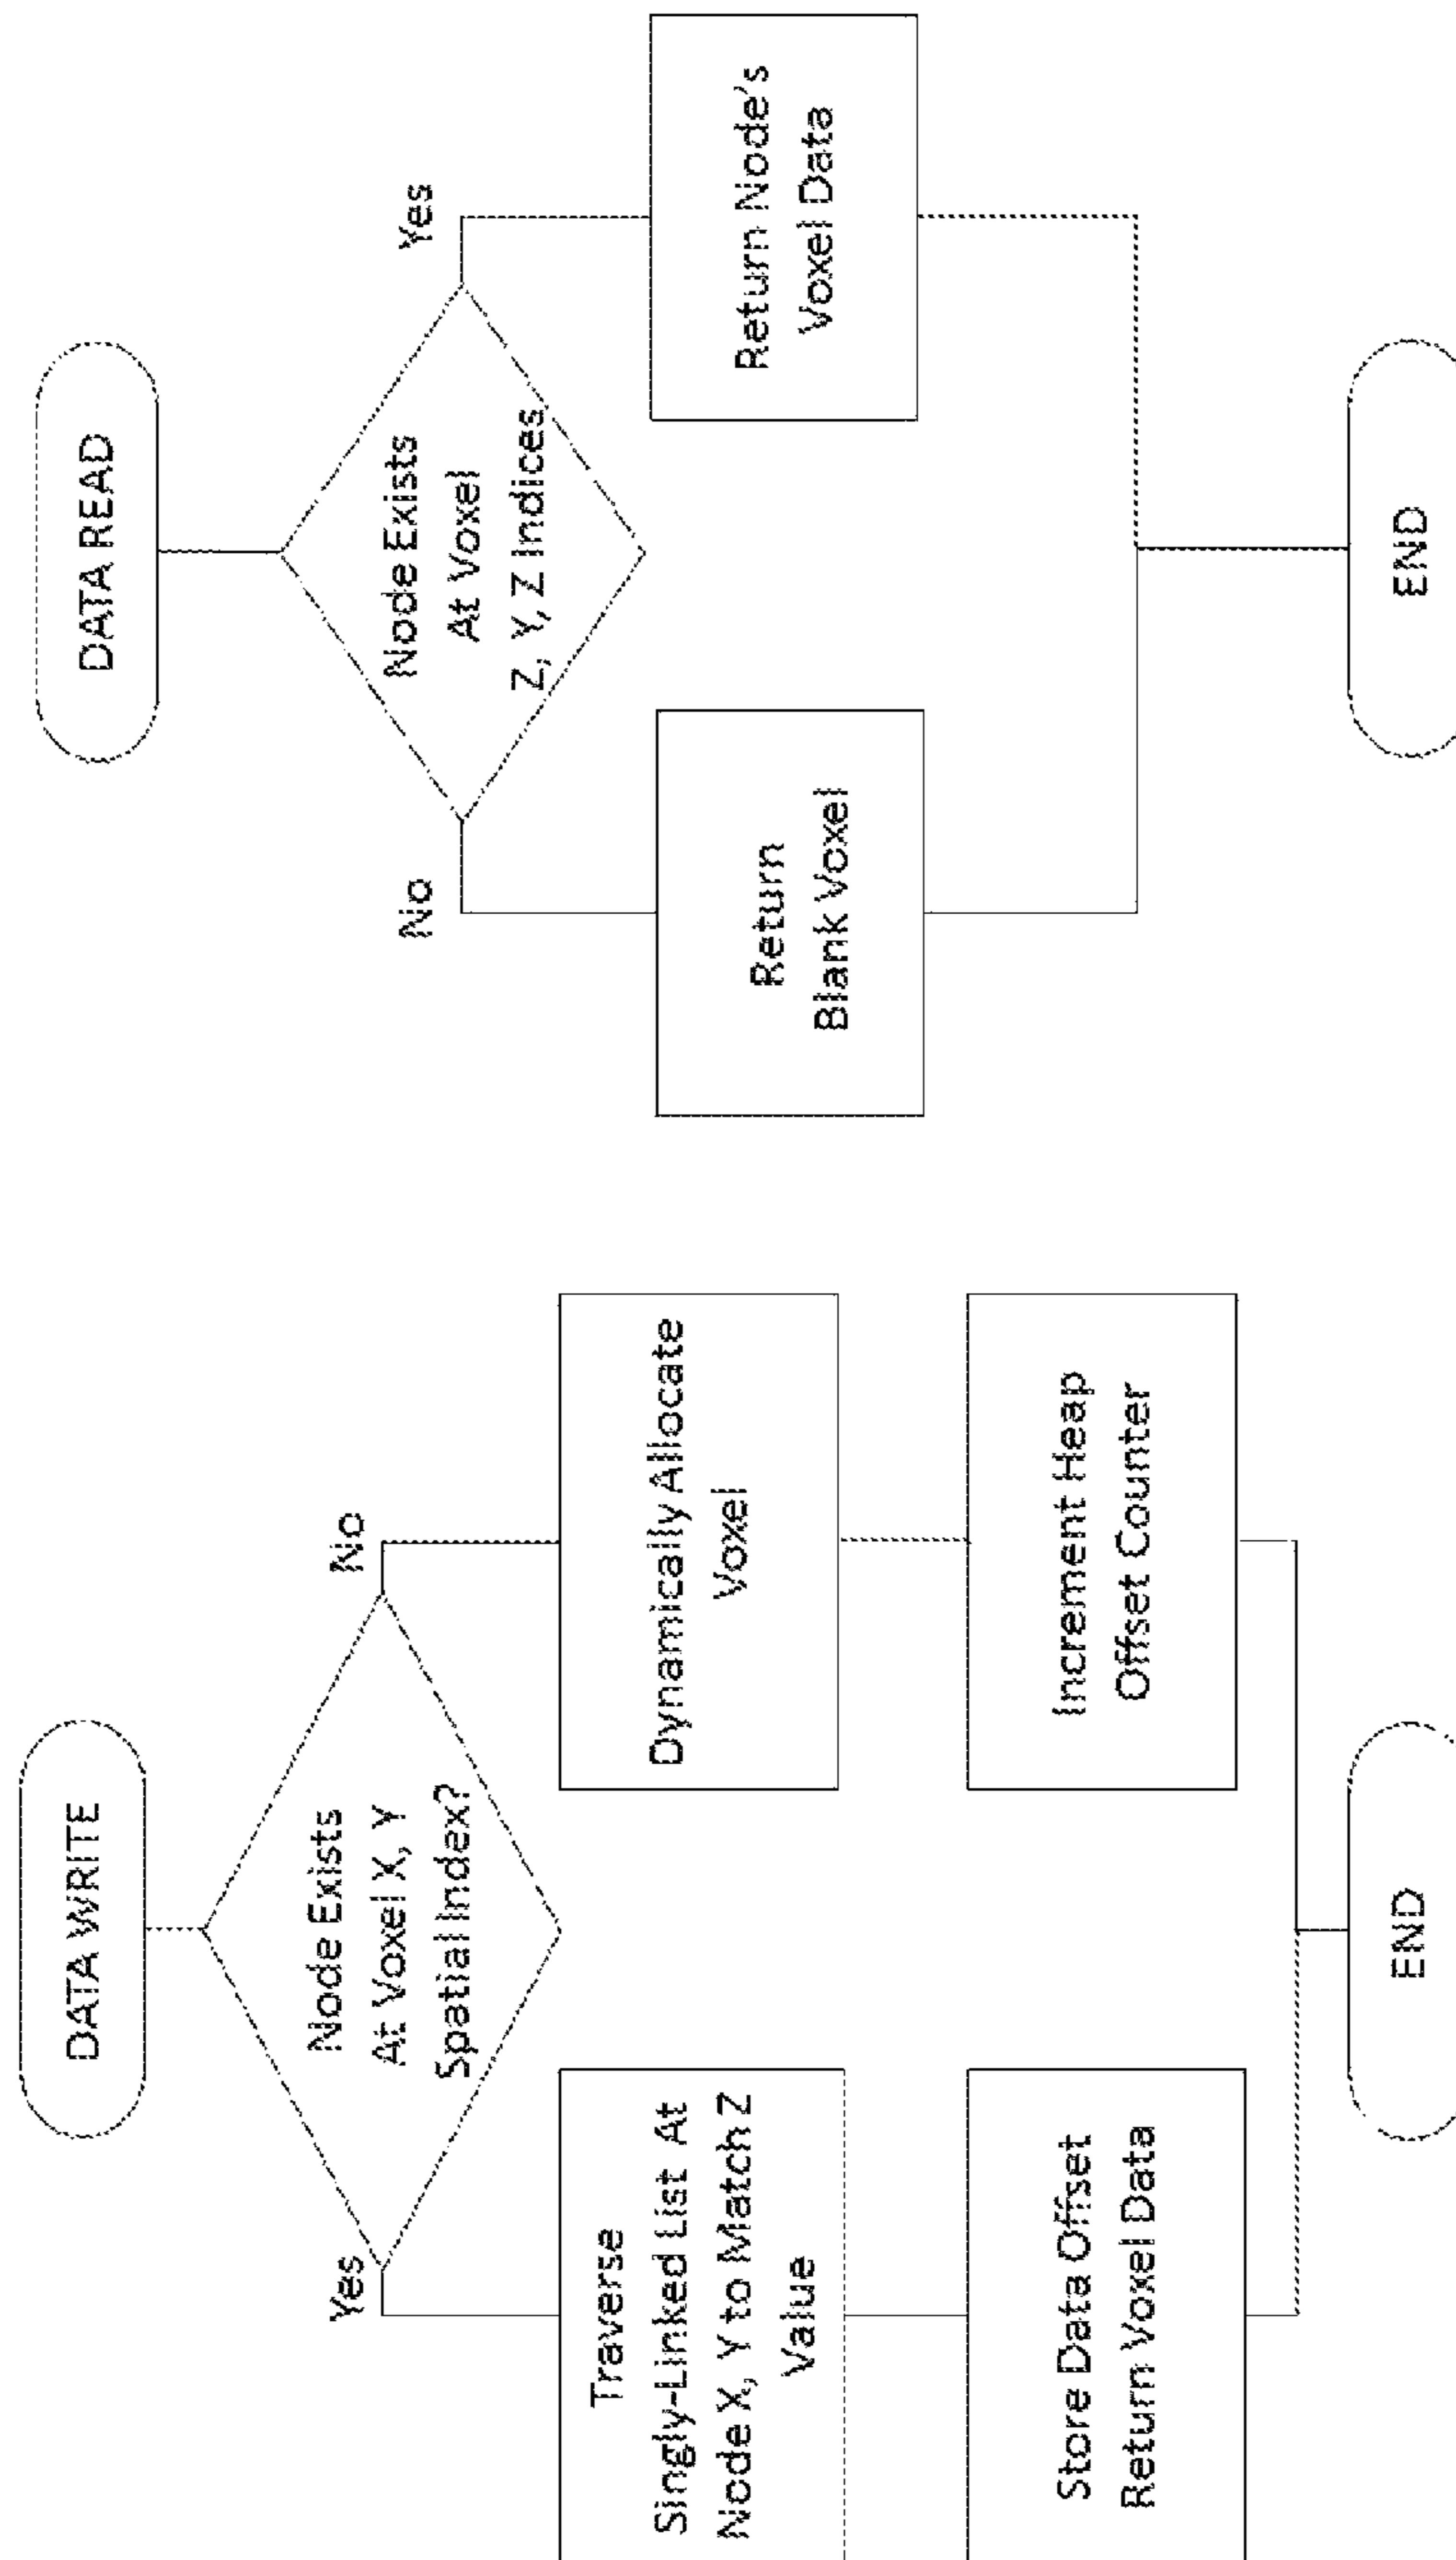 DATA WRITE
Node Exists
At Voxel X, Y
Spatial Index?
Yes
No
Traverse
Singly-Linked List At
Node X, Y to Match Z
Value
Dynamically Allocate
Voxel
Store Data Offset
Return Voxel Data
Increment Heap
Offset Counter
END
DATA READ
Node Exists
At Voxel
Z, Y, Z Indices
No
Yes
Return
Blank Voxel
Return Node's
Voxel Data
END